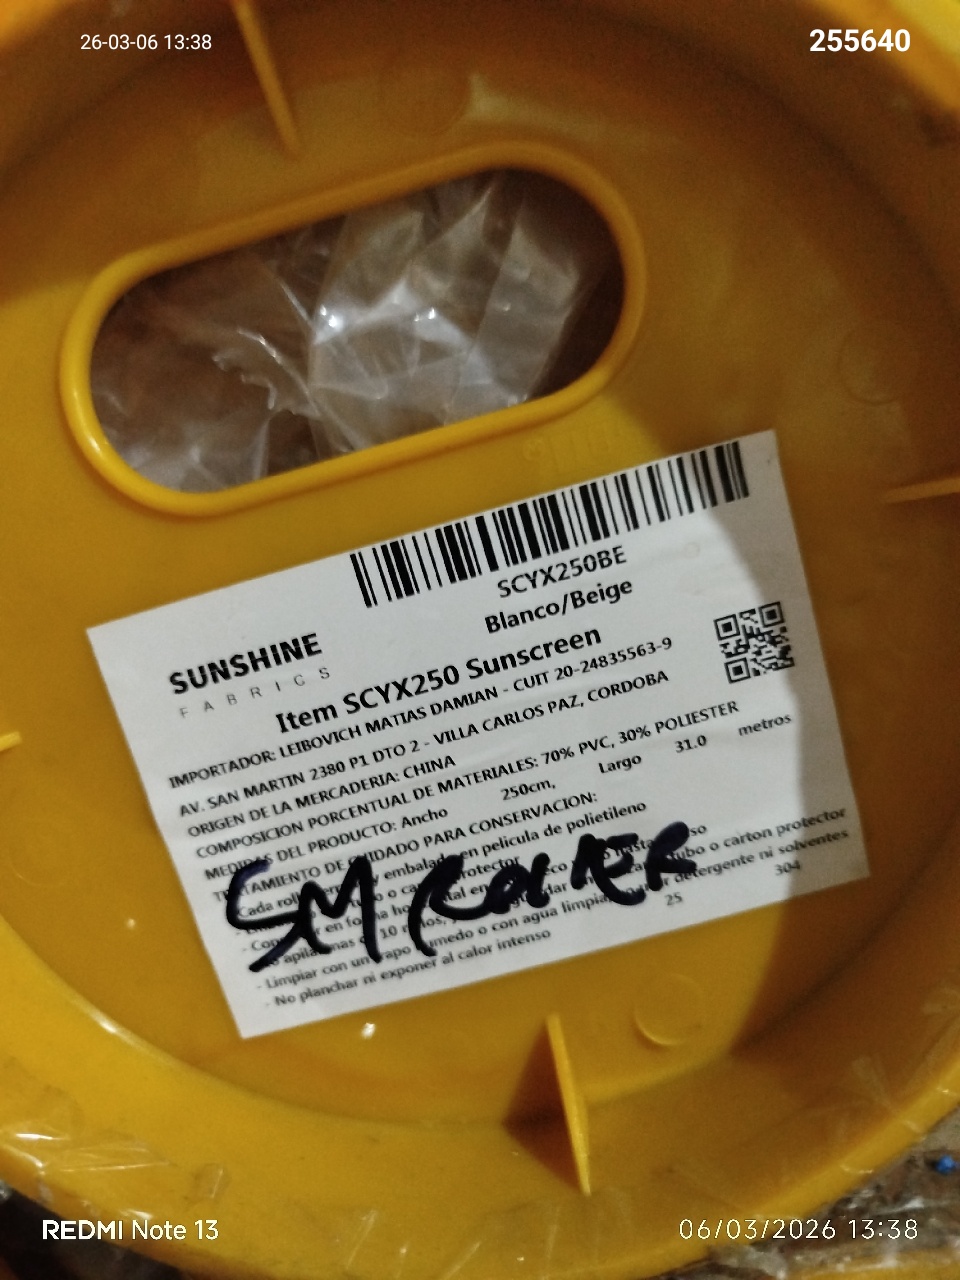 26-03-06 13:38
255640
SCYX250BE
Blanco/Beige
SUNSHINE
FABRICS
Item SCYX250 Sunscreen
IMPORTADOR: LEIBOVICH MATIAS DAMIAN - CUIT 20-24835563-9
AV. SAN MARTIN 2380 P1 DTO 2 - VILLA CARLOS PAZ, CORDOBA
ORIGEN DE LA MERCADERIA: CHINA
COMPOSICION PORCENTUAL DE MATERIALES: 70% PVC, 30% POLIESTER
MEDIDAS DEL PRODUCTO: Ancho 250cm, Largo 31.0 metros
TRATAMIENTO DE CUIDADO PARA CONSERVACION:
Cada en pelicula de polietileno
tubo o carton protector
detergente ni solventes
- Limpiar con un trapo humedo o con agua limpia
- No planchar ni exponer al calor intenso
25
304
SM ROLLER
REDMI Note 13
06/03/2026 13:38